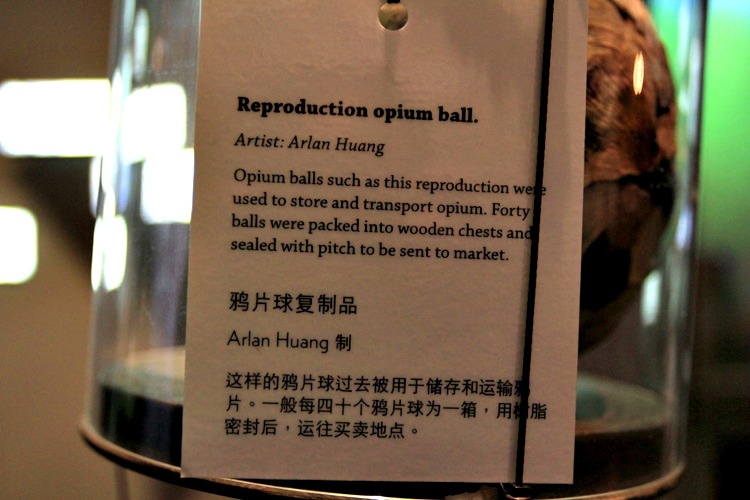 Reproduction opium ball.
Artist: Arlan Huang
Opium balls such as this reproduction were
used to store and transport opium. Forty
balls were packed into wooden chests and
sealed with pitch to be sent to market.
鸦片球复制品
Arlan Huang 制
这样的鸦片球过去被用于储存和运输鸦
片。一般每四十个鸦片球为一箱，用树脂
密封后，运往买卖地点。